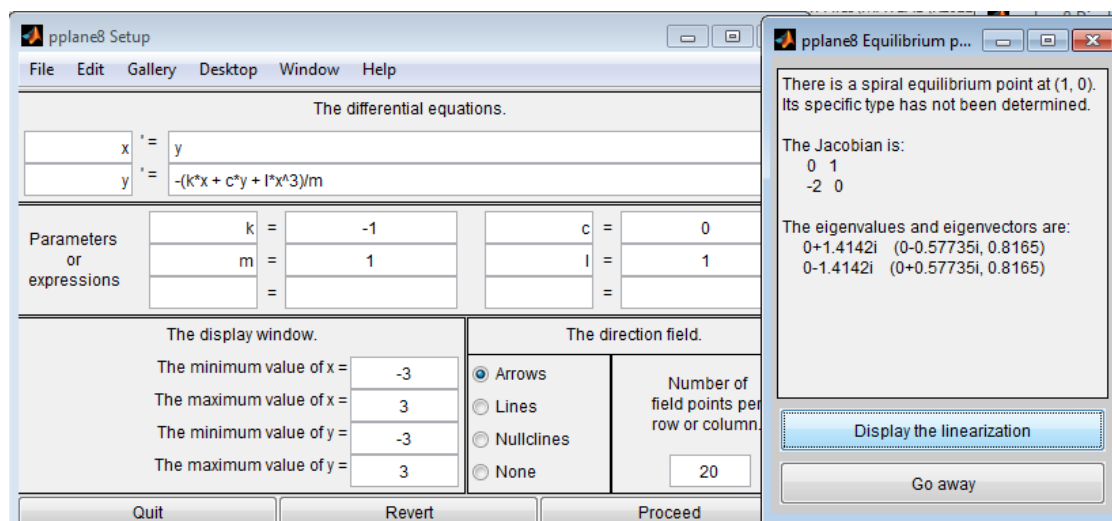 pplane8 Setup
File Edit Gallery Desktop Window Help
The differential equations.
x ' = y
y ' = -(k*x + c*y + l*x^3)/m
Parameters
or
expressions
k = -1 c = 0
m = 1 l = 1
= =
The display window.
The minimum value of x = -3
The maximum value of x = 3
The minimum value of y = -3
The maximum value of y = 3
The direction field.
Arrows
Lines
Nullclines
None
Number of
field points per
row or column.
20
Quit Revert Proceed
pplane8 Equilibrium p...
There is a spiral equilibrium point at (1, 0).
Its specific type has not been determined.
The Jacobian is:
0 1
-2 0
The eigenvalues and eigenvectors are:
0+1.4142i (0-0.57735i, 0.8165)
0-1.4142i (0+0.57735i, 0.8165)
Display the linearization
Go away